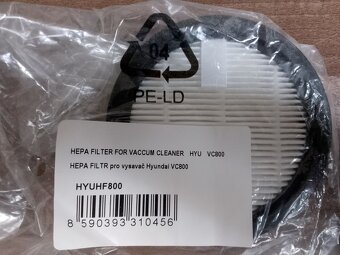 04
PE-LD
HEPA FILTER FOR VACCUM CLEANER HYU VC800
HEPA FILTR pro vysavač Hyundai VC800
HYUHF800
8 590393 310456